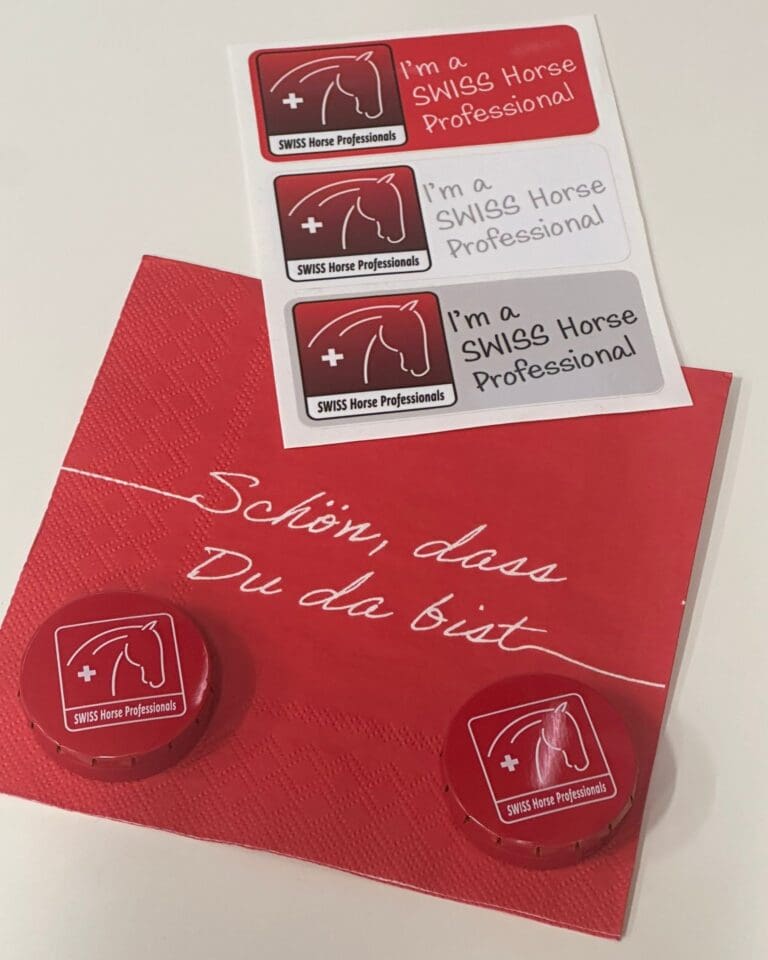 I'm a
SWISS Horse
Professional
SWISS Horse Professionals
I'm a
SWISS Horse
Professional
SWISS Horse Professionals
I'm a
SWISS Horse
Professional
SWISS Horse Professionals
Schön, dass
Du da bist
SWISS Horse Professionals
SWISS Horse Professionals